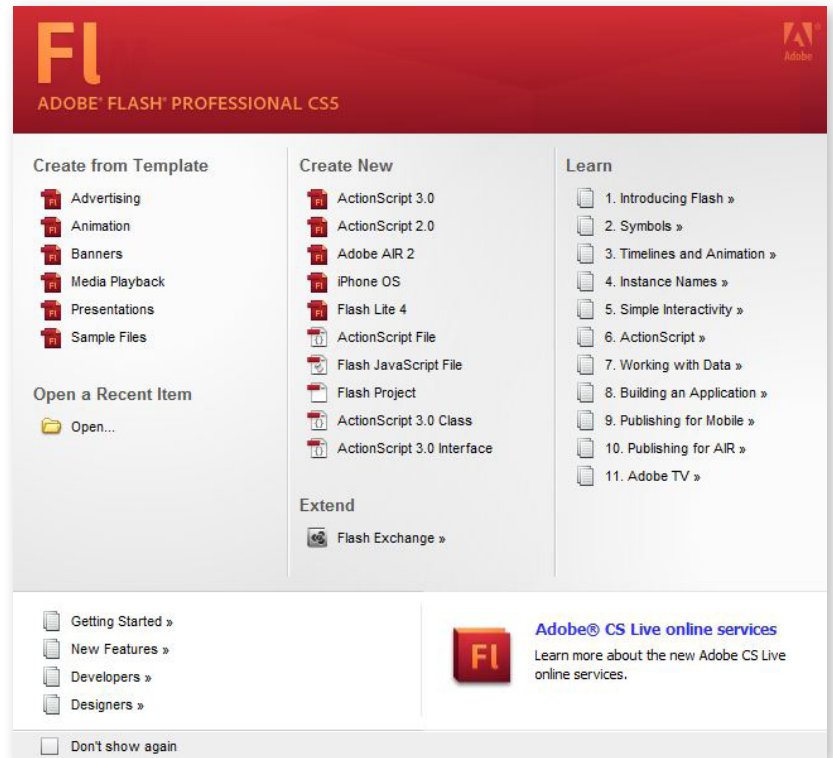 Fl
Adobe
ADOBE® FLASH® PROFESSIONAL CS5
Create from Template
Advertising
Animation
Banners
Media Playback
Presentations
Sample Files
Open a Recent Item
Open...
Create New
ActionScript 3.0
ActionScript 2.0
Adobe AIR 2
iPhone OS
Flash Lite 4
ActionScript File
Flash JavaScript File
Flash Project
ActionScript 3.0 Class
ActionScript 3.0 Interface
Extend
Flash Exchange »
Learn
1. Introducing Flash »
2. Symbols »
3. Timelines and Animation »
4. Instance Names »
5. Simple Interactivity »
6. ActionScript »
7. Working with Data »
8. Building an Application »
9. Publishing for Mobile »
10. Publishing for AIR »
11. Adobe TV »
Getting Started »
New Features »
Developers »
Designers »
Fl
Adobe® CS Live online services
Learn more about the new Adobe CS Live
online services.
Don't show again